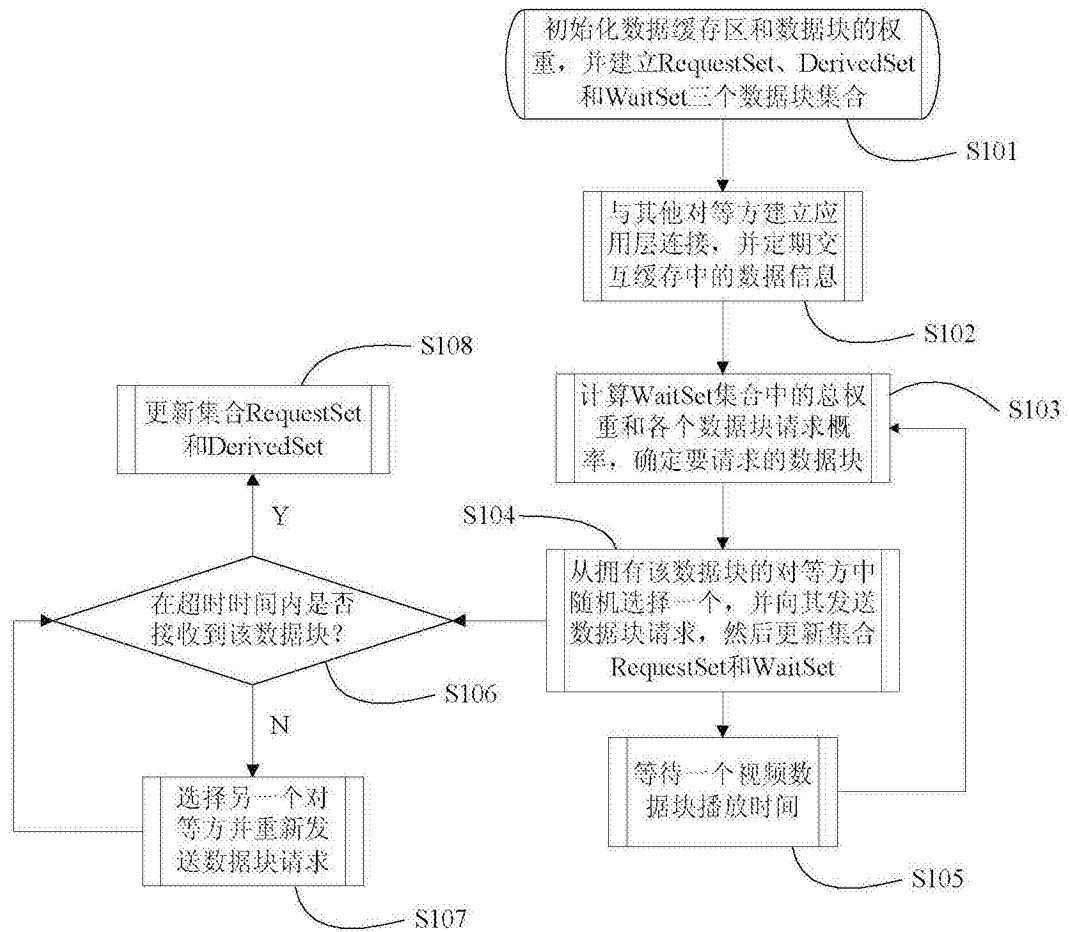 初始化数据缓存区和数据块的权
重，并建立RequestSet、DerivedSet
和WaitSet三个数据块集合
S101
与其他对等方建立应
用层连接，并定期交
互缓存中的数据信息
S102
计算WaitSet集合中的总权
重和各个数据块请求概
率，确定要请求的数据块
S103
S104
从拥有该数据块的对等方中
随机选择一个，并向其发送
数据块请求，然后更新集合
RequestSet和WaitSet
等待一个视频数
据块播放时间
S105
在超时时间内是否
接收到该数据块？
S106
Y
N
S108
更新集合RequestSet
和DerivedSet
选择另一个对
等方并重新发
送数据块请求
S107